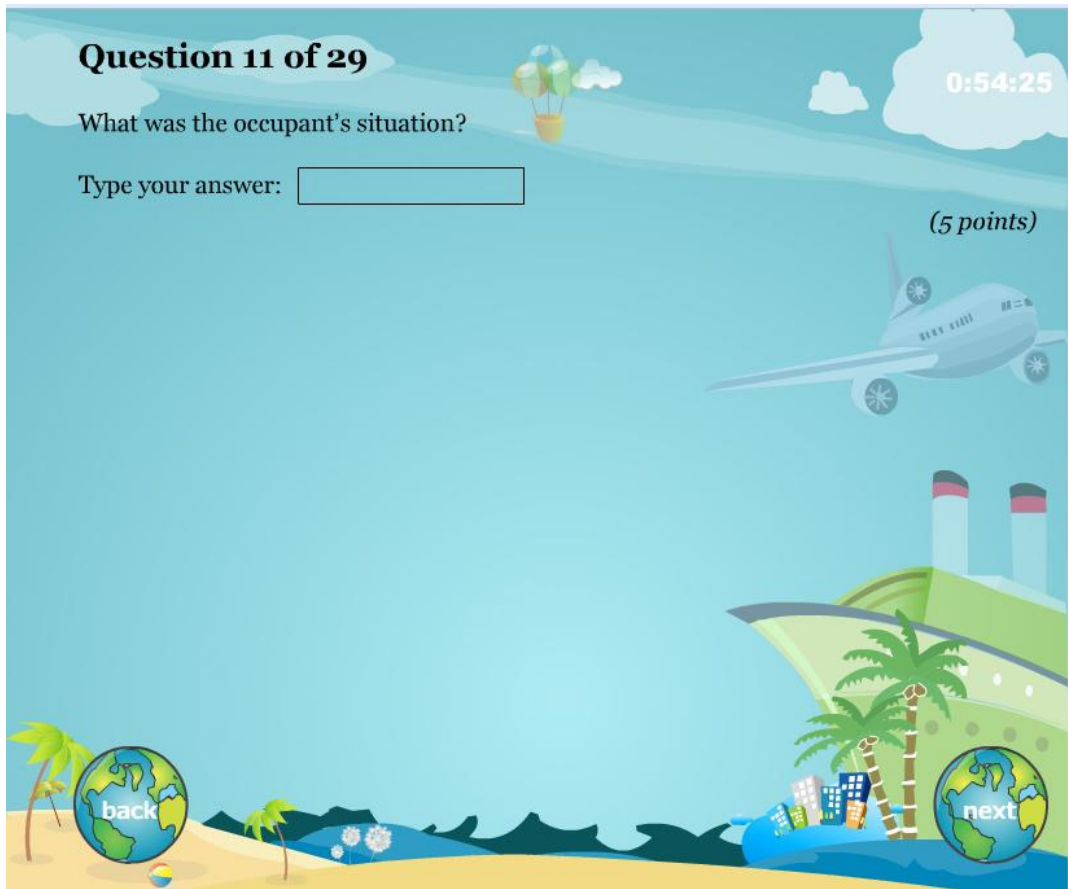 Question 11 of 29
0:54:25
What was the occupant's situation?
Type your answer:
(5 points)
back
next